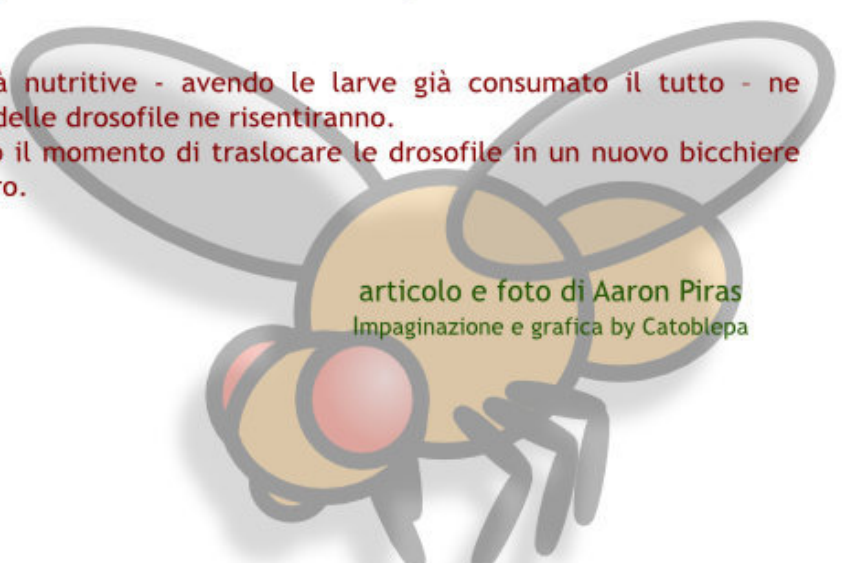 à nutritive - avendo le larve già consumato il tutto – ne
delle drosofile ne risentiranno.
o il momento di traslocare le drosofile in un nuovo bicchiere
ro.
articolo e foto di Aaron Piras
Impaginazione e grafica by Catoblepa